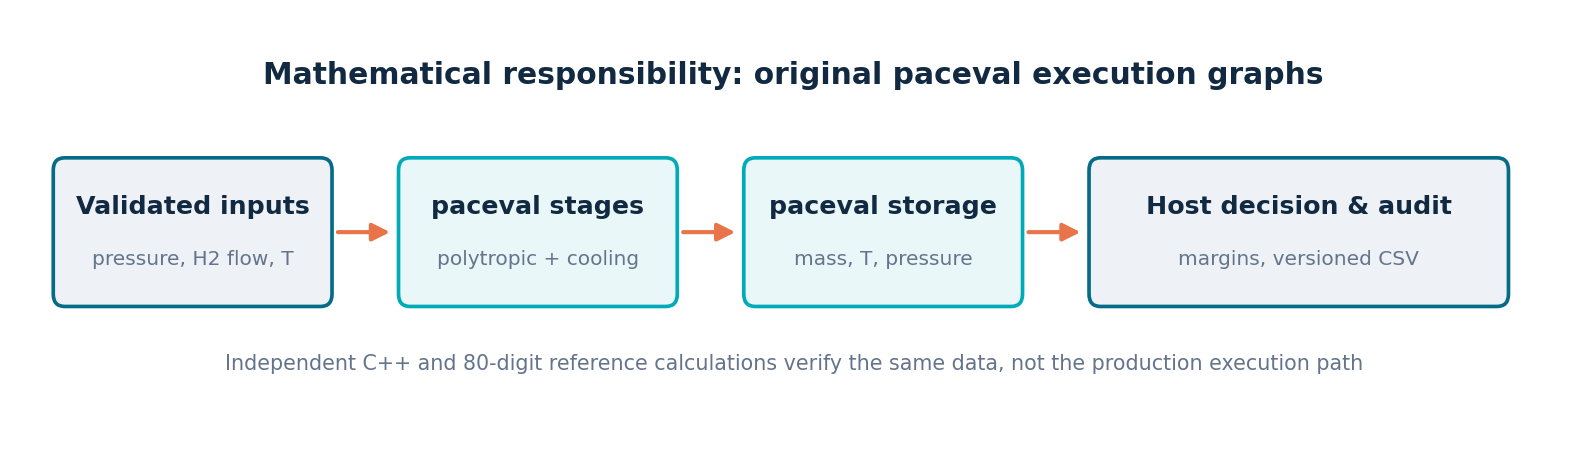 Mathematical responsibility: original paceval execution graphs
Validated inputs
pressure, H2 flow, T
paceval stages
polytropic + cooling
paceval storage
mass, T, pressure
Host decision & audit
margins, versioned CSV
Independent C++ and 80-digit reference calculations verify the same data, not the production execution path